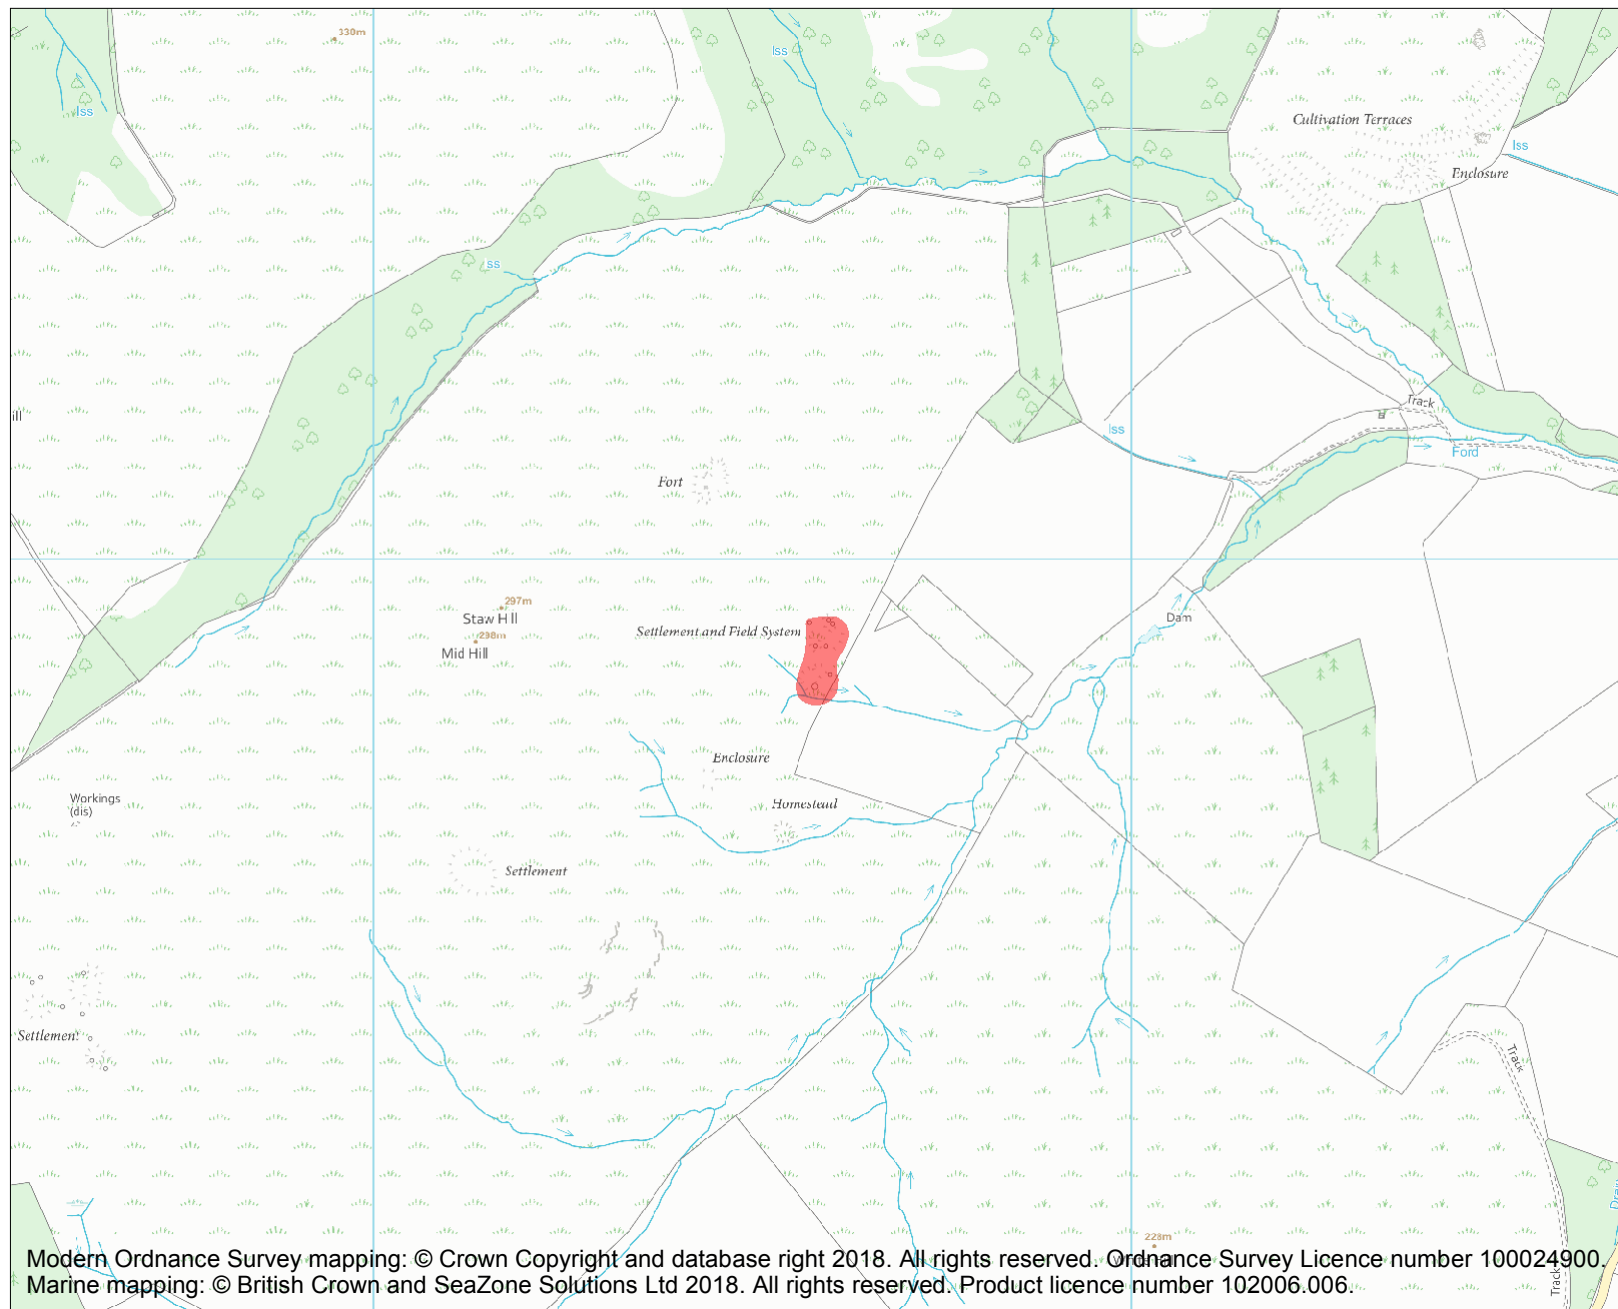 330m
Iss
Iss
Cultivation Terraces
Iss
Enclosure
Iss
ill
Track
Iss
Ford
Fort
297m
Staw Hill
298m
Mid Hill
Settlement and Field System
Dam
Enclosure
Workings
(dis)
Homestead
Settlement
Settlement
Track
228m
Track
Modern Ordnance Survey mapping: © Crown Copyright and database right 2018. All rights reserved. Ordnance Survey Licence number 100024900.
Marine mapping: © British Crown and SeaZone Solutions Ltd 2018. All rights reserved. Product licence number 102006.006.